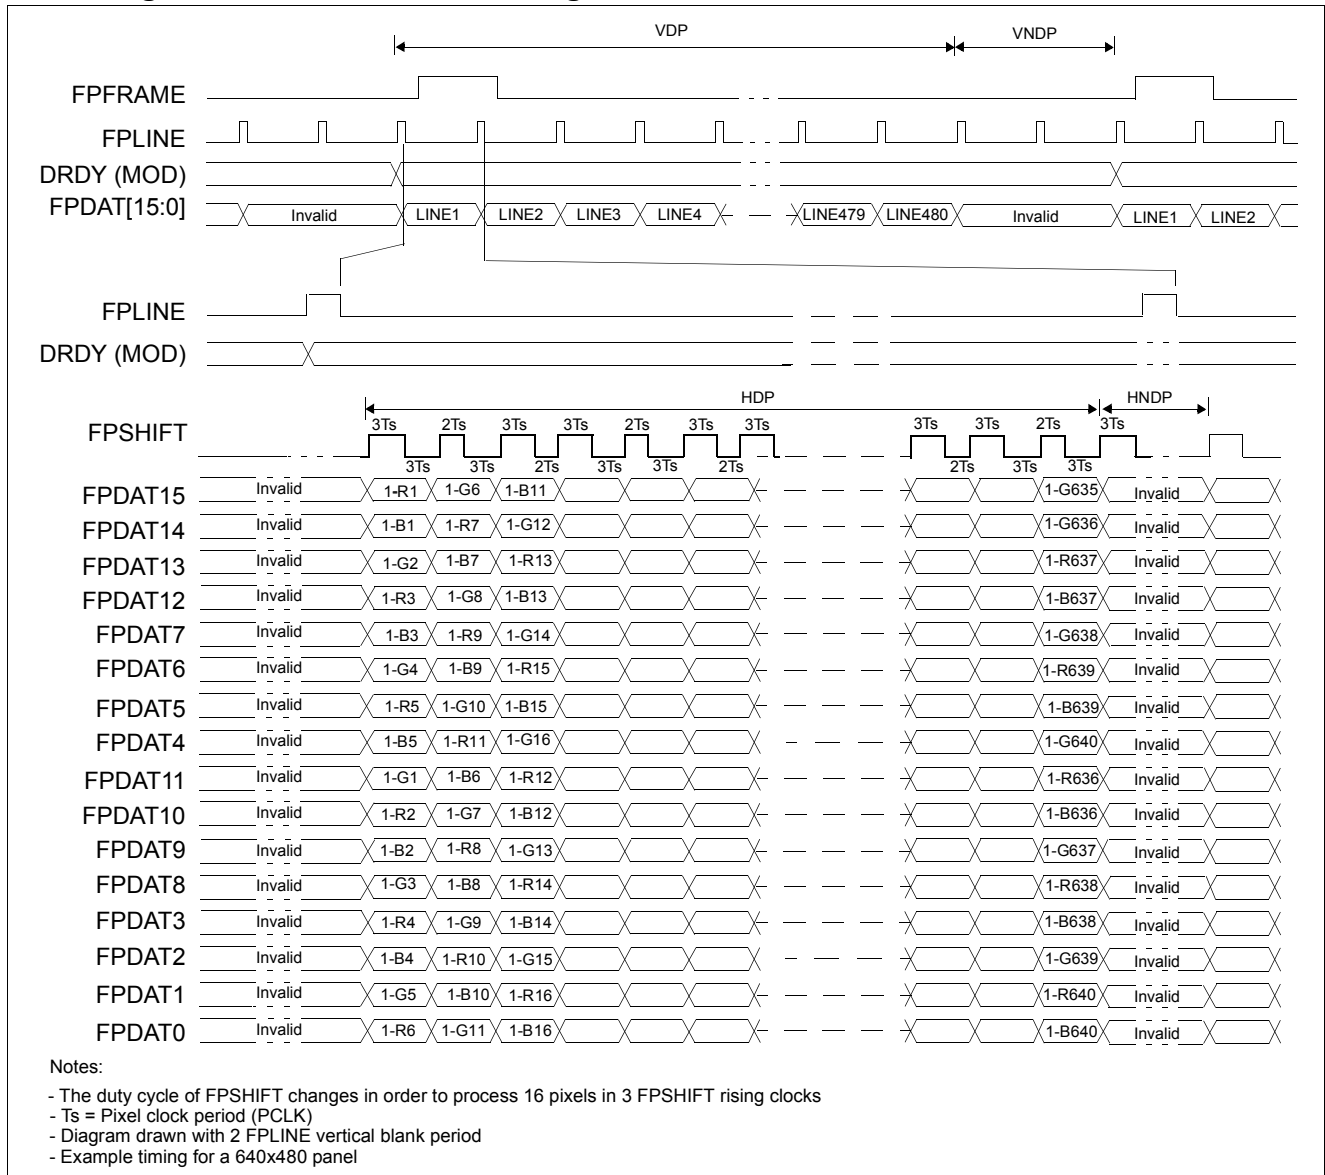 VDP VNDP
FPFRAME
FPLINE
DRDY (MOD)
FPDAT[15:0] Invalid LINE1 LINE2 LINE3 LINE4 LINE479 LINE480 Invalid LINE1 LINE2
FPLINE
DRDY (MOD)
HDP HNDP
FPSHIFT 3Ts 2Ts 3Ts 3Ts 2Ts 3Ts 3Ts 3Ts 3Ts 2Ts 3Ts
3Ts 3Ts 2Ts 3Ts 3Ts 2Ts 2Ts 3Ts 3Ts
FPDAT15 Invalid 1-R1 1-G6 1-B11 1-G635 Invalid
FPDAT14 Invalid 1-B1 1-R7 1-G12 1-G636 Invalid
FPDAT13 Invalid 1-G2 1-B7 1-R13 1-R637 Invalid
FPDAT12 Invalid 1-R3 1-G8 1-B13 1-B637 Invalid
FPDAT7 Invalid 1-B3 1-R9 1-G14 1-G638 Invalid
FPDAT6 Invalid 1-G4 1-B9 1-R15 1-R639 Invalid
FPDAT5 Invalid 1-R5 1-G10 1-B15 1-B639 Invalid
FPDAT4 Invalid 1-B5 1-R11 1-G16 1-G640 Invalid
FPDAT11 Invalid 1-G1 1-B6 1-R12 1-R636 Invalid
FPDAT10 Invalid 1-R2 1-G7 1-B12 1-B636 Invalid
FPDAT9 Invalid 1-B2 1-R8 1-G13 1-G637 Invalid
FPDAT8 Invalid 1-G3 1-B8 1-R14 1-R638 Invalid
FPDAT3 Invalid 1-R4 1-G9 1-B14 1-B638 Invalid
FPDAT2 Invalid 1-B4 1-R10 1-G15 1-G639 Invalid
FPDAT1 Invalid 1-G5 1-B10 1-R16 1-R640 Invalid
FPDAT0 Invalid 1-R6 1-G11 1-B16 1-B640 Invalid
Notes:
- The duty cycle of FPSHIFT changes in order to process 16 pixels in 3 FPSHIFT rising clocks
- Ts = Pixel clock period (PCLK)
- Diagram drawn with 2 FPLINE vertical blank period
- Example timing for a 640x480 panel